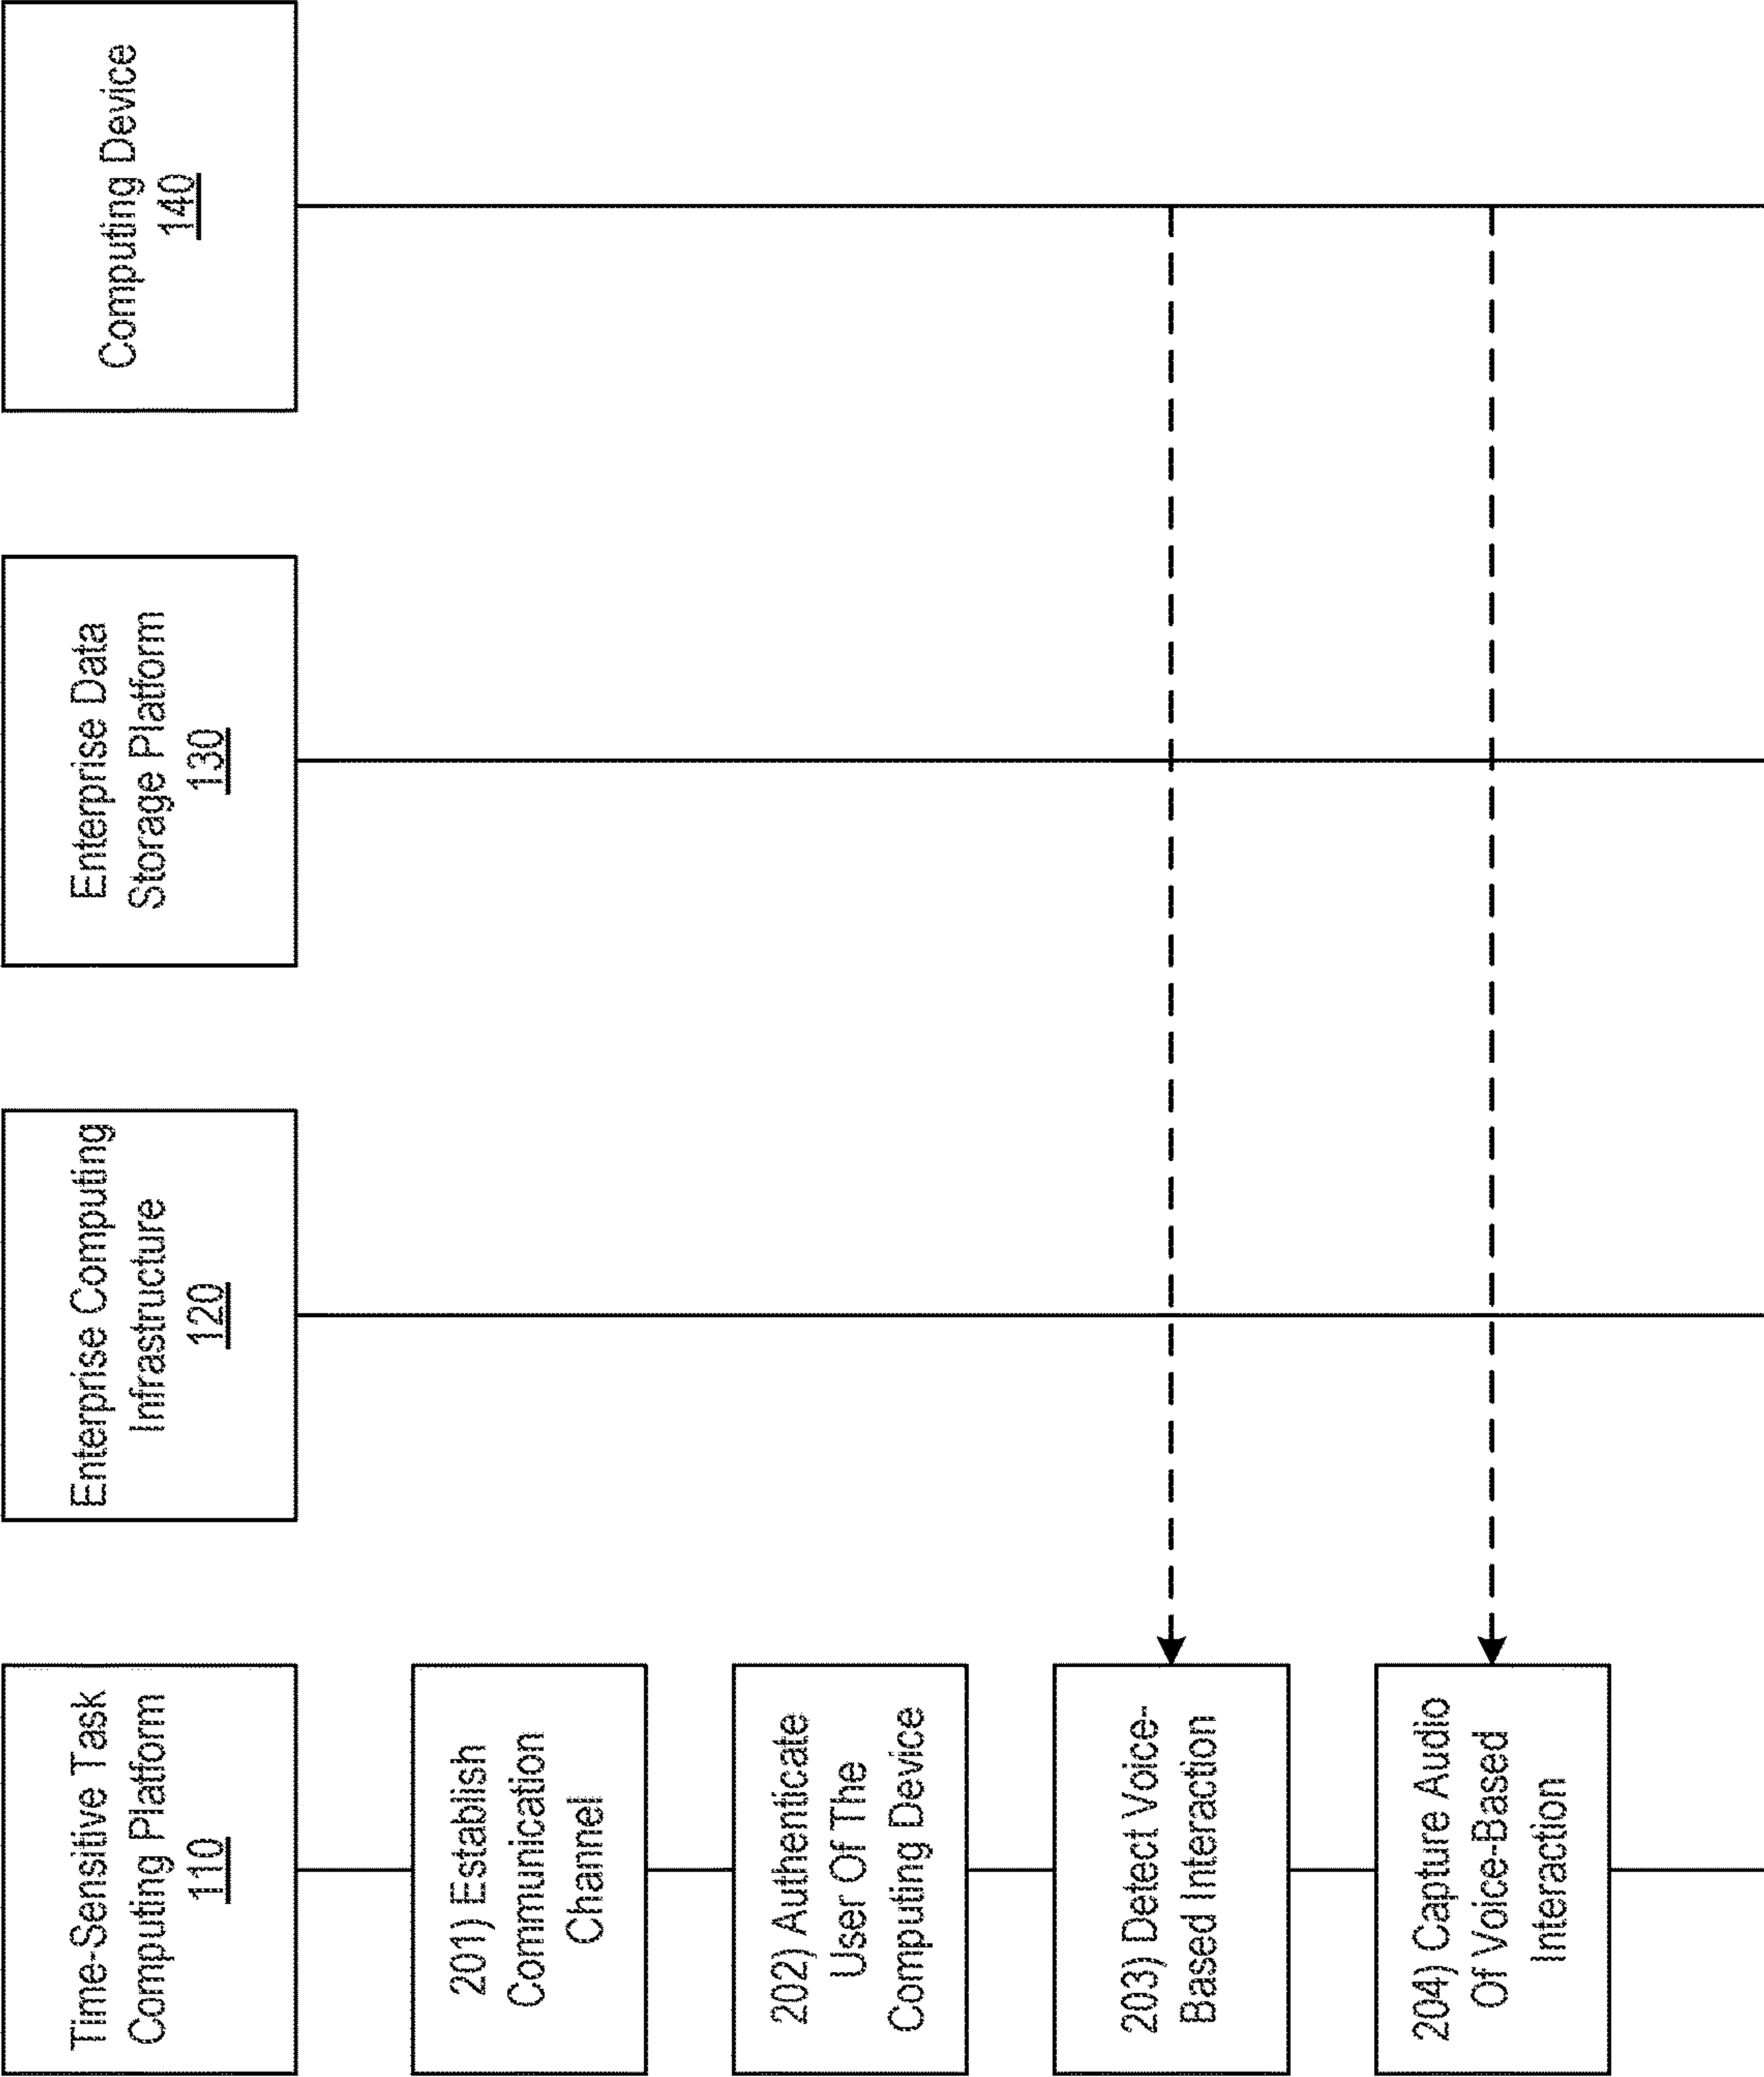 Time-Sensitive Task
Computing Platform
110
Enterprise Computing
Infrastructure
120
Enterprise Data
Storage Platform
130
Computing Device
140
201) Establish
Communication
Channel
202) Authenticate
User Of The
Computing Device
203) Detect Voice-
Based Interaction
204) Capture Audio
Of Voice-Based
Interaction